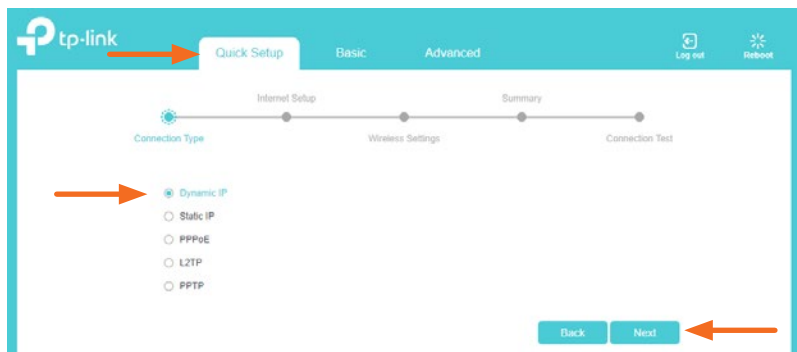 tp-link
Quick Setup Basic Advanced
Log out Reboot
Internet Setup Summary
Connection Type Wireless Settings Connection Test
Dynamic IP
Static IP
PPPoE
L2TP
PPTP
Back Next